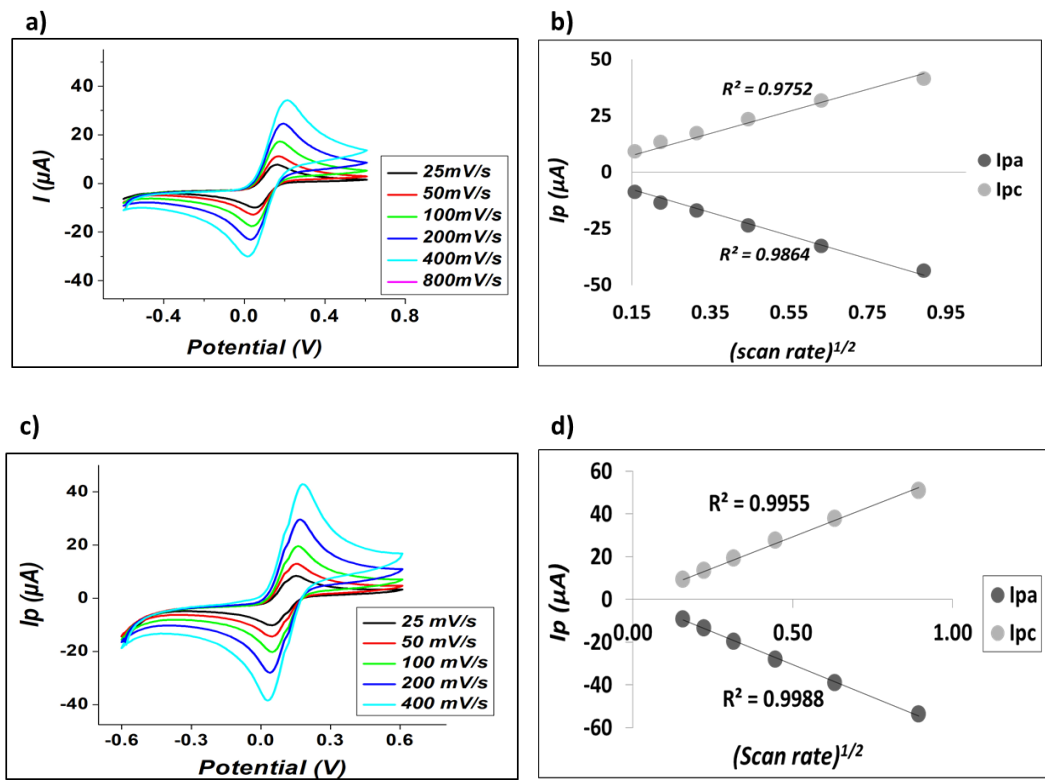 a)
I (µA)
40
20
0
-20
-40
-0.4
0.0
0.4
0.8
Potential (V)
25mV/s
50mV/s
100mV/s
200mV/s
400mV/s
800mV/s
b)
Ip (µA)
50
25
0
-25
-50
R² = 0.9752
R² = 0.9864
0.15
0.35
0.55
0.75
0.95
(scan rate)1/2
Ipa
Ipc
c)
Ip (µA)
40
20
0
-20
-40
-0.6
0.0
0.6
Potential (V)
25 mV/s
50 mV/s
100 mV/s
200 mV/s
400 mV/s
d)
Ip (µA)
60
40
20
0
-20
-40
-60
R² = 0.9955
R² = 0.9988
0.00
0.50
1.00
(Scan rate)1/2
Ipa
Ipc